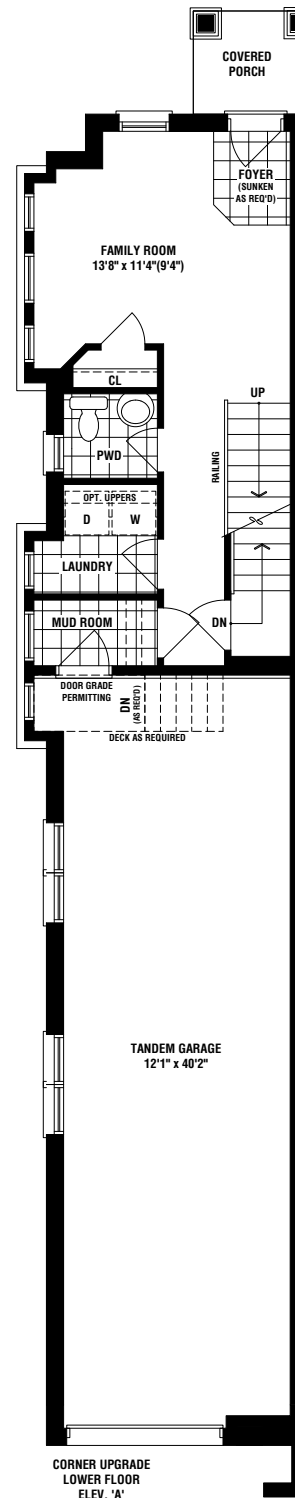 COVERED
PORCH
FOYER
(SUNKEN
AS REQ'D)
FAMILY ROOM
13'8" x 11'4"(9'4")
CL
UP
RAILING
PWD
OPT. UPPERS
D W
LAUNDRY
MUD ROOM
DN
DOOR GRADE
PERMITTING
DN
(AS REQ'D)
DECK AS REQUIRED
TANDEM GARAGE
12'1" x 40'2"
CORNER UPGRADE
LOWER FLOOR
ELEV. 'A'